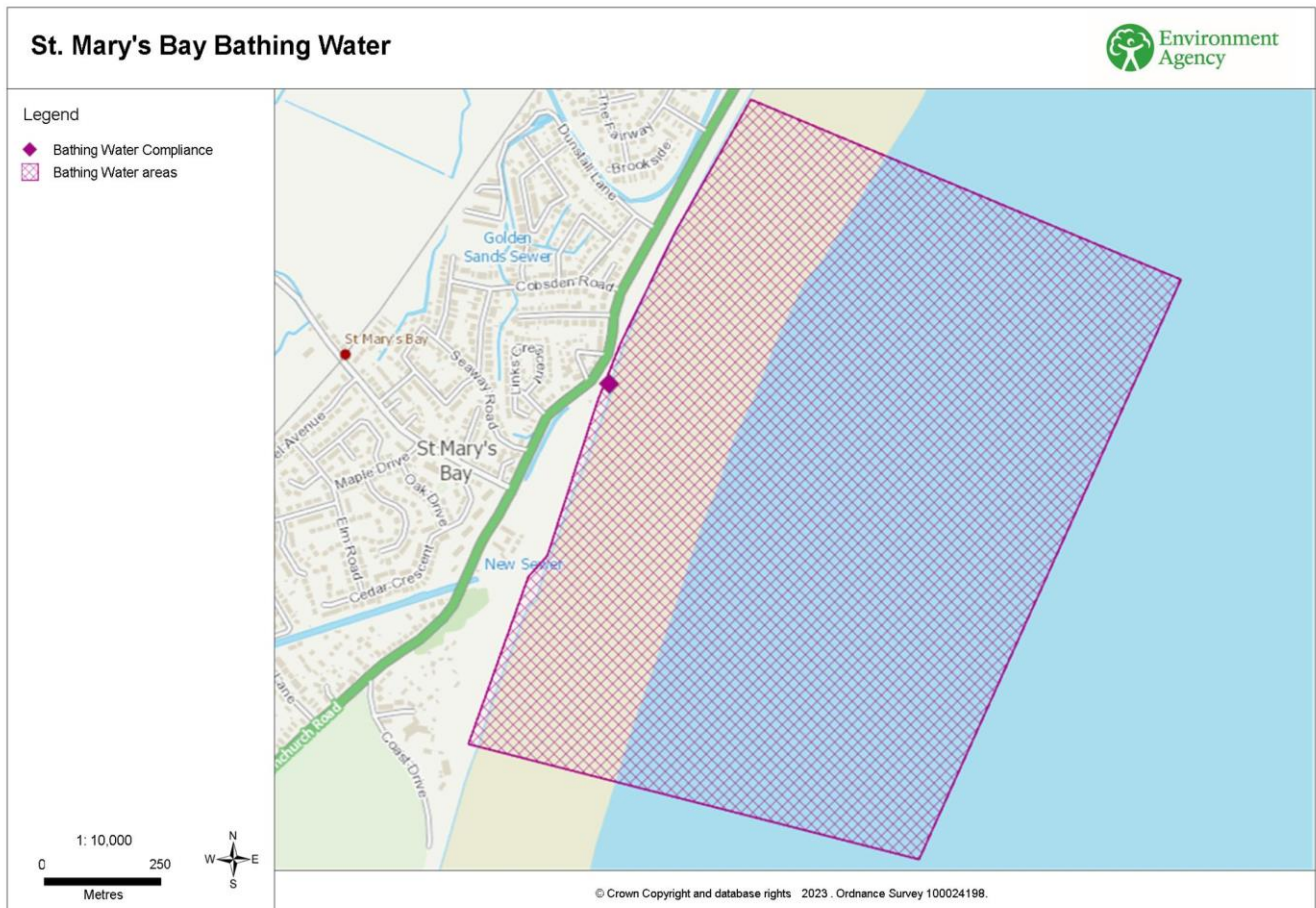 St. Mary's Bay Bathing Water
Environment
Agency
Legend
Bathing Water Compliance
Bathing Water areas
The Fairway
Brookside
Dunstall Lane
Golden
Sands Sewer
Cobsden Road
St Mary's Bay
Links Crescent
Seaway Road
el Avenue
Maple Drive
St Mary's
Bay
Oak Drive
Elm Road
Cedar Crescent
New Sewer
Lane
nchurch Road
Coast Drive
1: 10,000
0 250
Metres
N
W E
S
© Crown Copyright and database rights 2023 . Ordnance Survey 100024198.